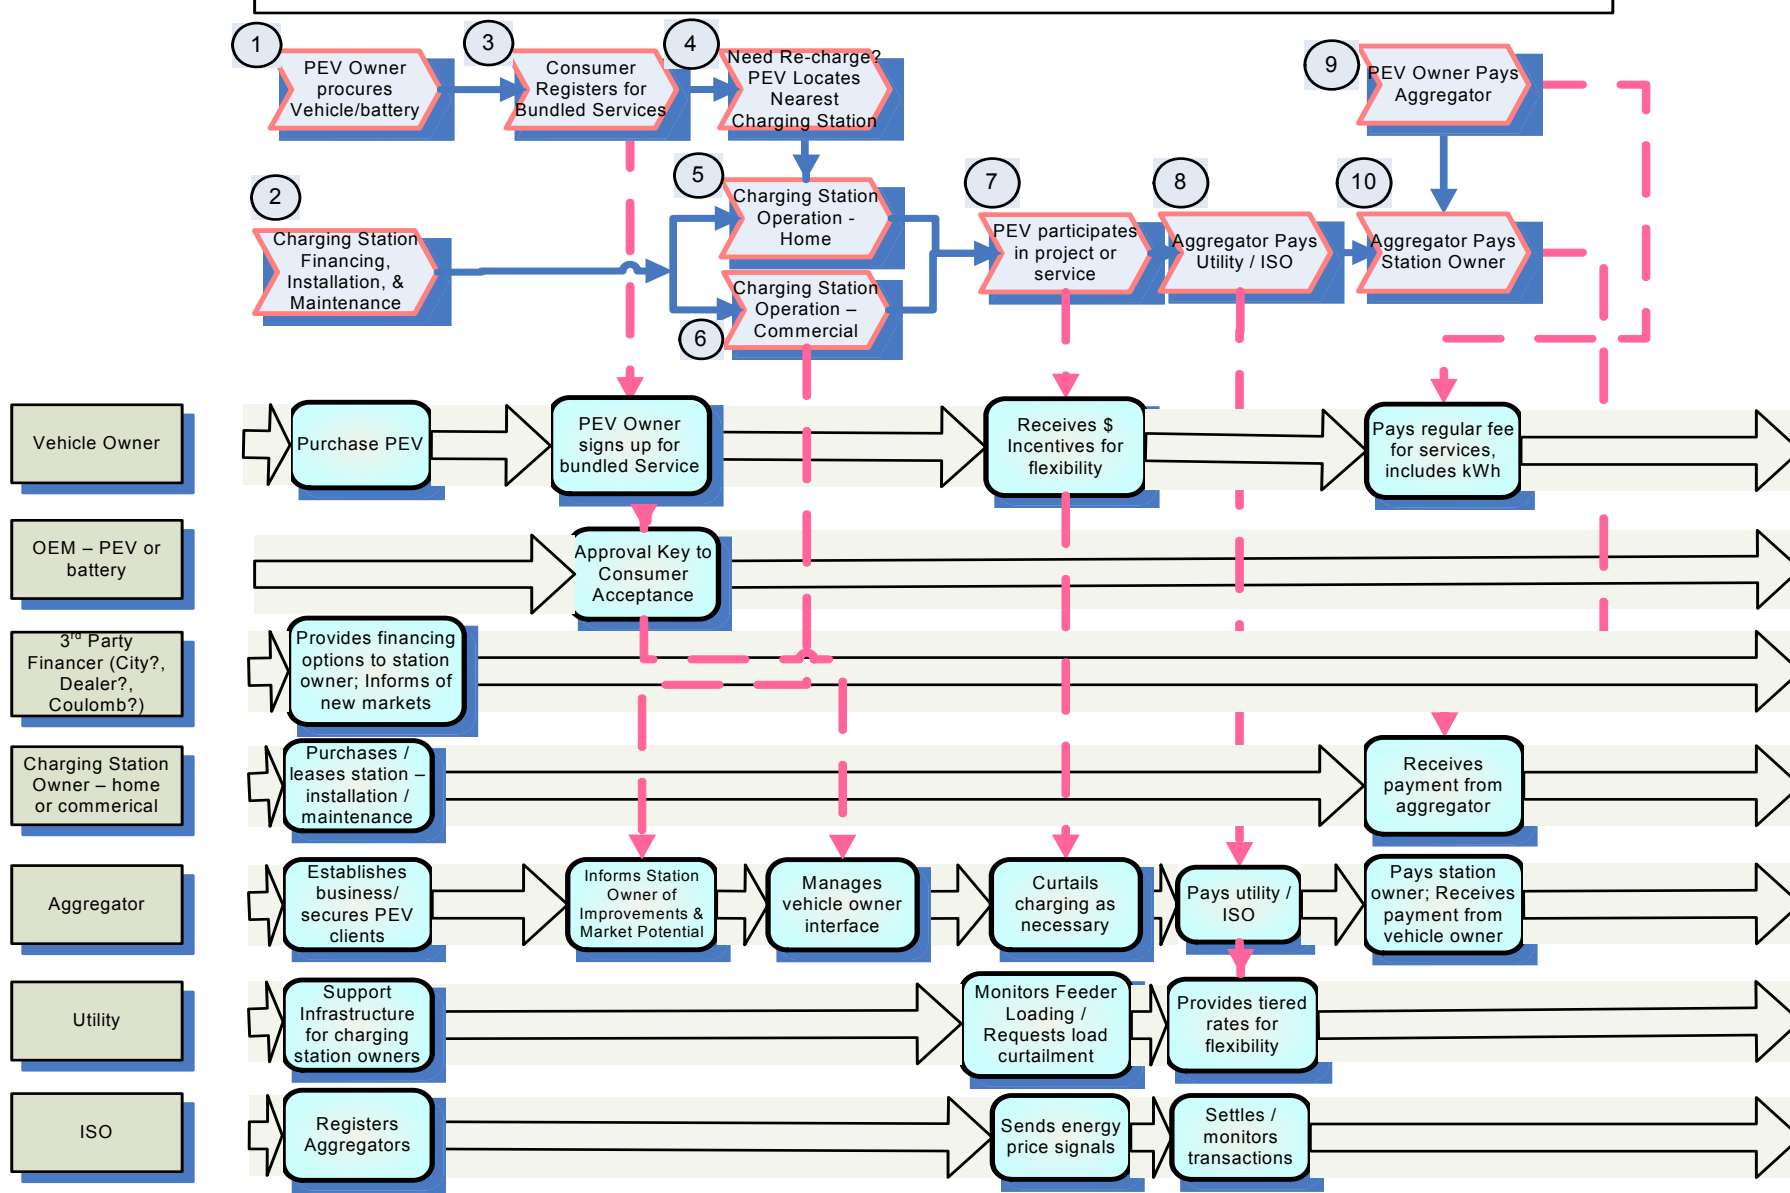 1
PEV Owner
procures
Vehicle/battery
3
Consumer
Registers for
Bundled Services
4
Need Re-charge?
PEV Locates
Nearest
Charging Station
9
PEV Owner Pays
Aggregator
2
Charging Station
Financing,
Installation, &
Maintenance
5
Charging Station
Operation -
Home
6
Charging Station
Operation –
Commercial
7
PEV participates
in project or
service
8
Aggregator Pays
Utility / ISO
10
Aggregator Pays
Station Owner
Vehicle Owner
Purchase PEV
PEV Owner
signs up for
bundled Service
Receives $
Incentives for
flexibility
Pays regular fee
for services,
includes kWh
OEM – PEV or
battery
Approval Key to
Consumer
Acceptance
3rd Party
Financer (City?,
Dealer?,
Coulomb?)
Provides financing
options to station
owner; Informs of
new markets
Charging Station
Owner – home
or commerical
Purchases /
leases station –
installation /
maintenance
Receives
payment from
aggregator
Aggregator
Establishes
business/
secures PEV
clients
Informs Station
Owner of
Improvements &
Market Potential
Manages
vehicle owner
interface
Curtails
charging as
necessary
Pays utility /
ISO
Pays station
owner; Receives
payment from
vehicle owner
Utility
Support
Infrastructure
for charging
station owners
Monitors Feeder
Loading /
Requests load
curtailment
Provides tiered
rates for
flexibility
ISO
Registers
Aggregators
Sends energy
price signals
Settles /
monitors
transactions